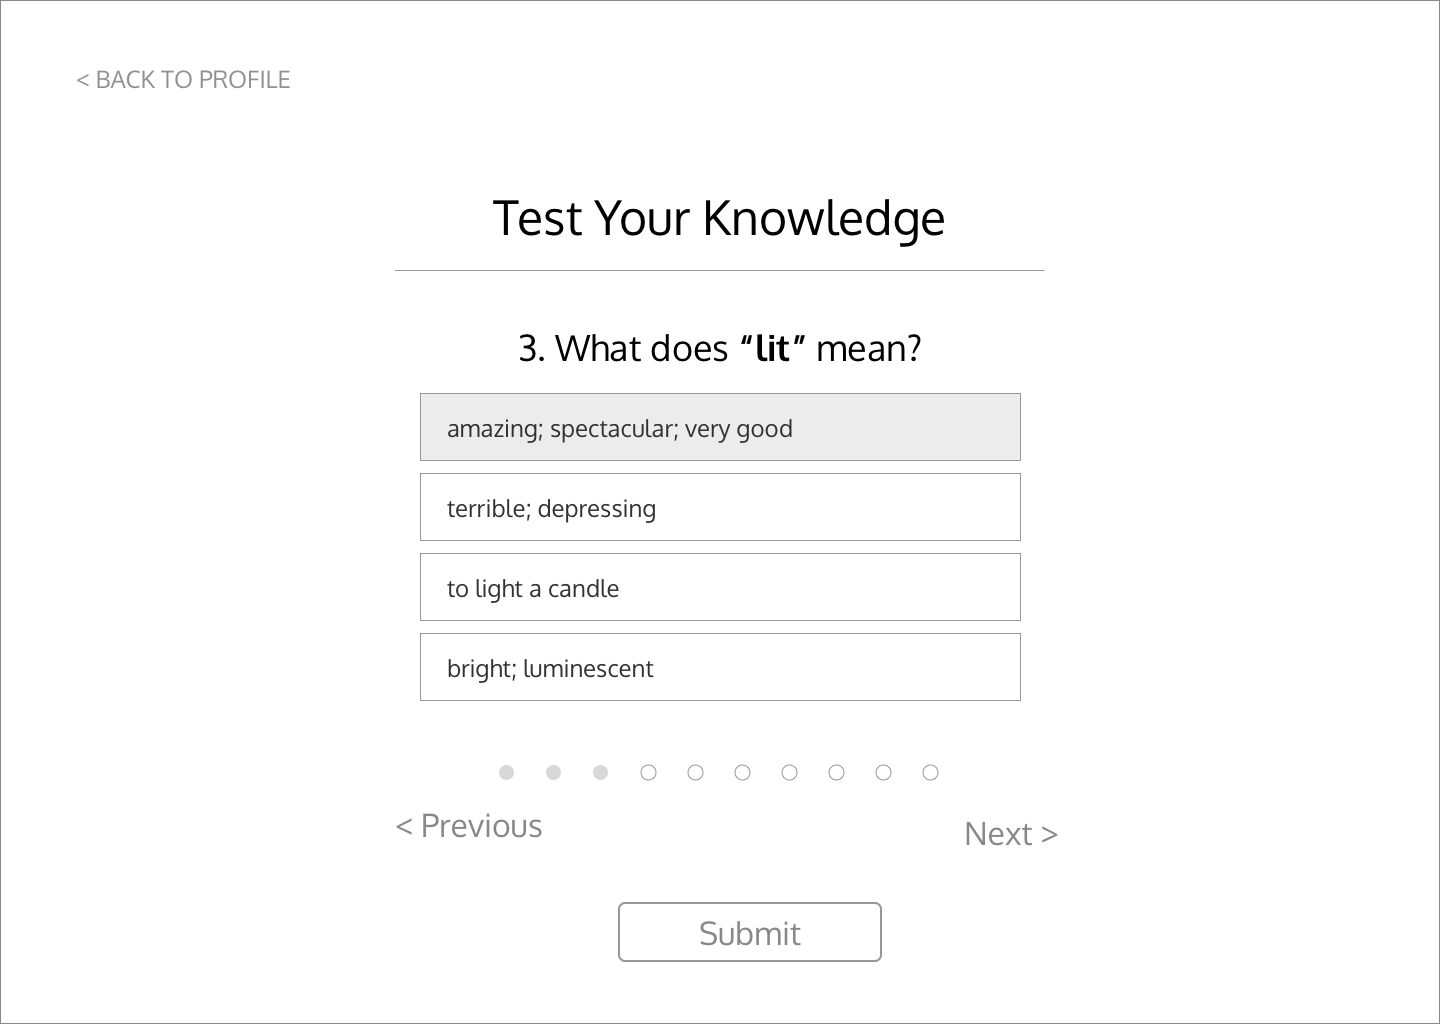 < BACK TO PROFILE
Test Your Knowledge
3. What does “lit” mean?
amazing; spectacular; very good
terrible; depressing
to light a candle
bright; luminescent
< Previous
Next >
Submit